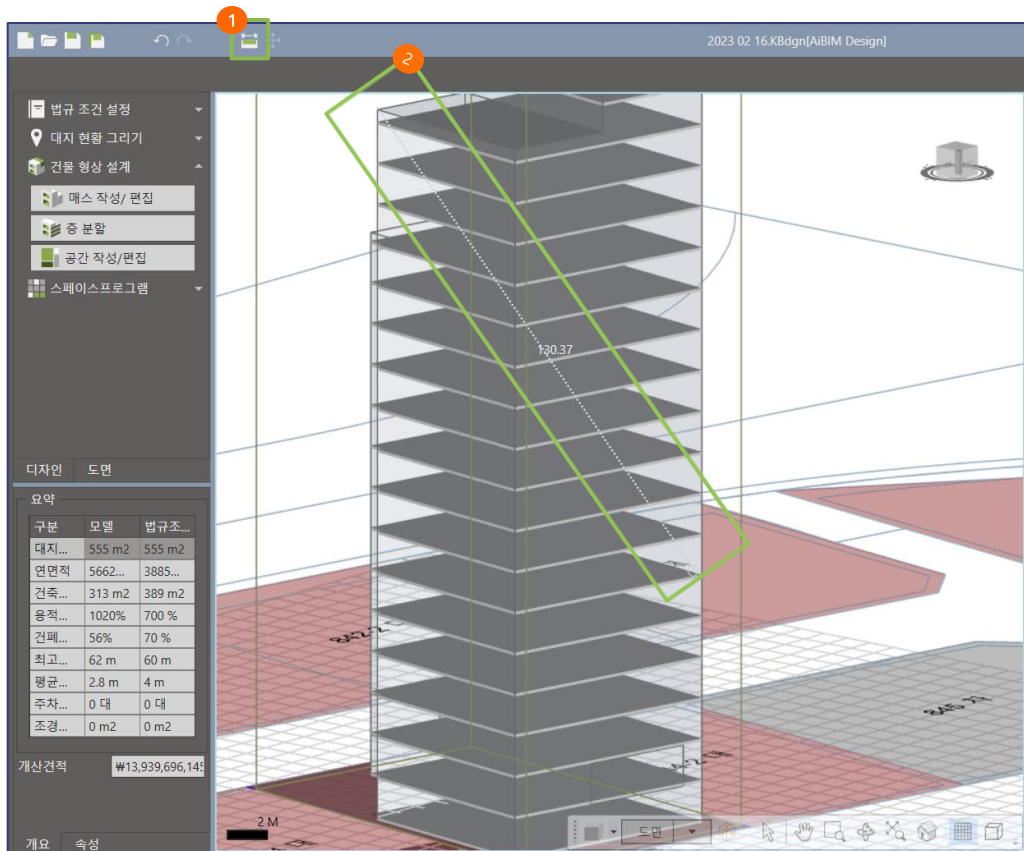 1
2023 02 16.KBdgn[AiBIM Design]
2
법규 조건 설정
대지 현황 그리기
건물 형상 설계
매스 작성/ 편집
층 분할
공간 작성/편집
스페이스프로그램
130.37
디자인 도면
요약
구분 모델 법규조...
대지... 555 m2 555 m2
연면적 5662... 3885...
건축... 313 m2 389 m2
용적... 1020% 700 %
건폐... 56% 70 %
최고... 62 m 60 m
평균... 2.8 m 4 m
주차... 0 대 0 대
조경... 0 m2 0 m2
개산견적 ₩13,939,696,145
개요 속성
842-2
845
4-2 대
2 M
도면